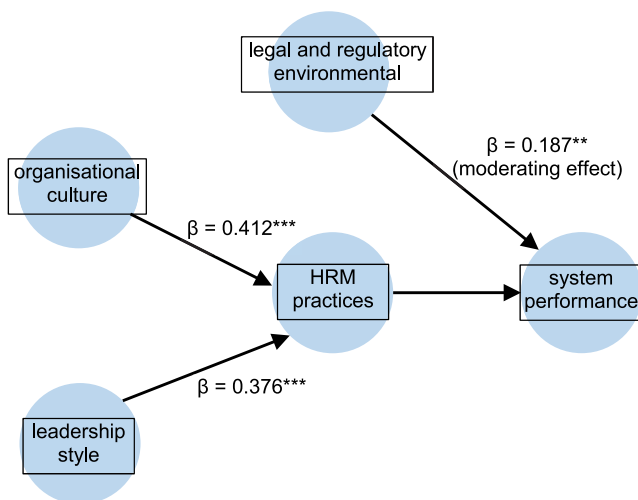 legal and regulatory
environmental
β = 0.187**
(moderating effect)
organisational
culture
β = 0.412***
HRM
practices
system
performance
β = 0.376***
leadership
style